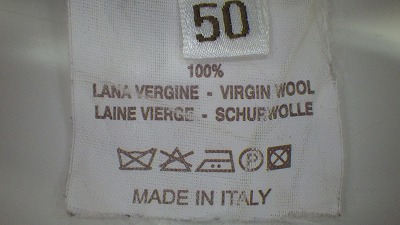 50
100%
LANA VERGINE - VIRGIN WOOL
LAINE VIERGE - SCHURWOLLE
P
MADE IN ITALY